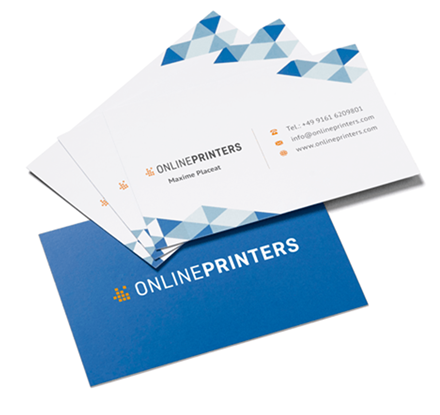 ONLINEPRINTERS
Maxime Placeat
Tel.: +49 9161 6209801
info@onlineprinters.com
www.onlineprinters.com
ONLINEPRINTERS